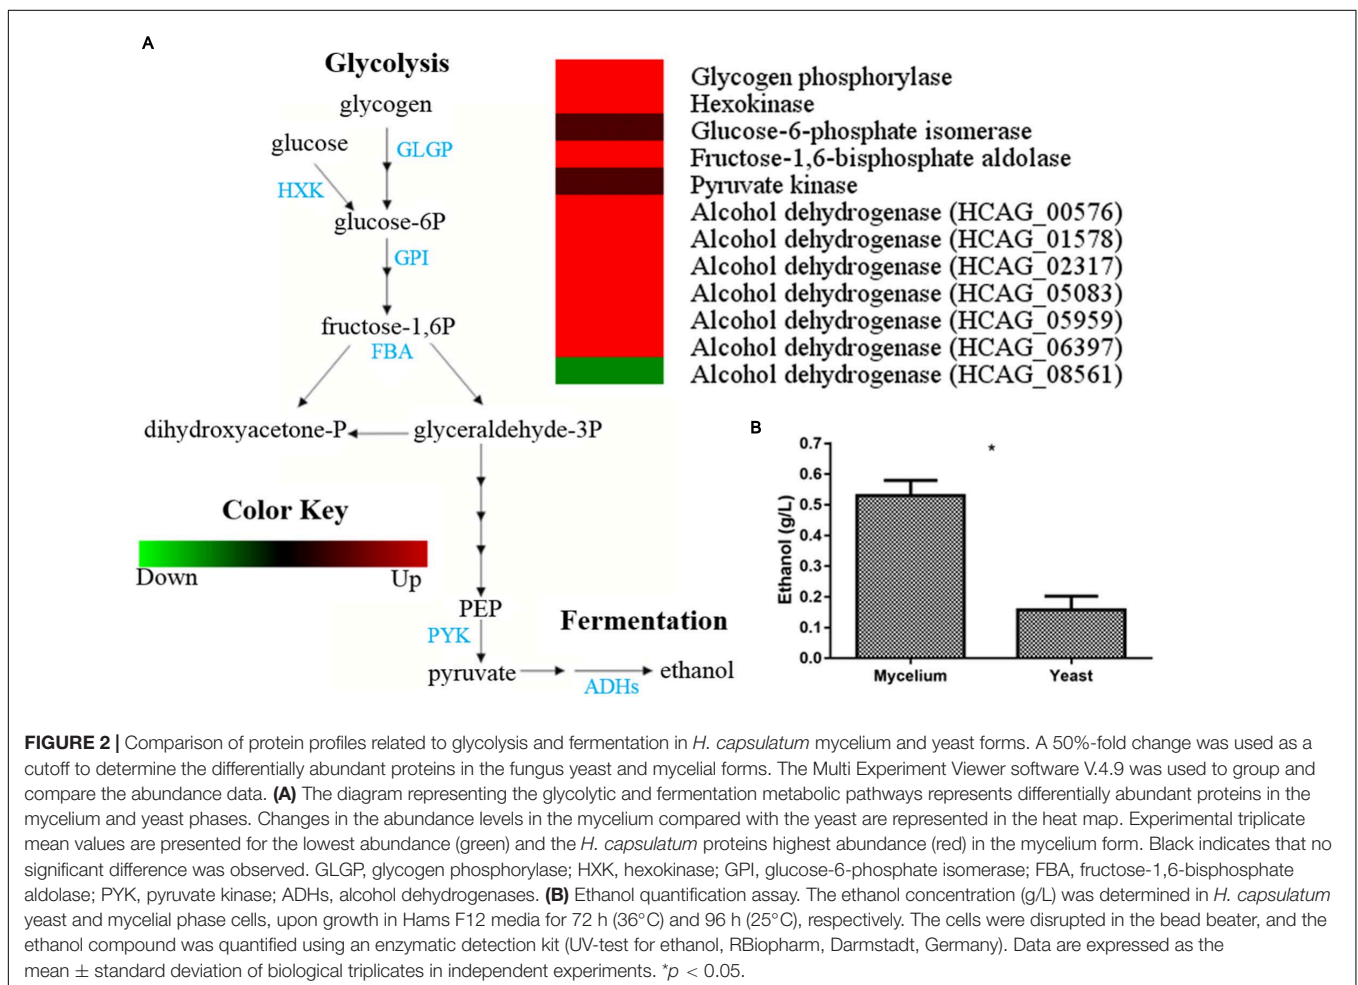 A
Glycolysis
glycogen
glucose
GLGP
HXK
glucose-6P
GPI
fructose-1,6P
FBA
dihydroxyacetone-P
glyceraldehyde-3P
Color Key
Down
Up
PEP
PYK
Fermentation
pyruvate
ADHs
ethanol
Glycogen phosphorylase
Hexokinase
Glucose-6-phosphate isomerase
Fructose-1,6-bisphosphate aldolase
Pyruvate kinase
Alcohol dehydrogenase (HCAG_00576)
Alcohol dehydrogenase (HCAG_01578)
Alcohol dehydrogenase (HCAG_02317)
Alcohol dehydrogenase (HCAG_05083)
Alcohol dehydrogenase (HCAG_05959)
Alcohol dehydrogenase (HCAG_06397)
Alcohol dehydrogenase (HCAG_08561)
B
Ethanol (g/L)
0.7
0.6
0.5
0.4
0.3
0.2
0.1
0.0
*
Mycelium
Yeast
FIGURE 2 | Comparison of protein profiles related to glycolysis and fermentation in H. capsulatum mycelium and yeast forms. A 50%-fold change was used as a
cutoff to determine the differentially abundant proteins in the fungus yeast and mycelial forms. The Multi Experiment Viewer software V.4.9 was used to group and
compare the abundance data. (A) The diagram representing the glycolytic and fermentation metabolic pathways represents differentially abundant proteins in the
mycelium and yeast phases. Changes in the abundance levels in the mycelium compared with the yeast are represented in the heat map. Experimental triplicate
mean values are presented for the lowest abundance (green) and the H. capsulatum proteins highest abundance (red) in the mycelium form. Black indicates that no
significant difference was observed. GLGP, glycogen phosphorylase; HXK, hexokinase; GPI, glucose-6-phosphate isomerase; FBA, fructose-1,6-bisphosphate
aldolase; PYK, pyruvate kinase; ADHs, alcohol dehydrogenases. (B) Ethanol quantification assay. The ethanol concentration (g/L) was determined in H. capsulatum
yeast and mycelial phase cells, upon growth in Hams F12 media for 72 h (36°C) and 96 h (25°C), respectively. The cells were disrupted in the bead beater, and the
ethanol compound was quantified using an enzymatic detection kit (UV-test for ethanol, RBiopharm, Darmstadt, Germany). Data are expressed as the
mean ± standard deviation of biological triplicates in independent experiments. *p < 0.05.